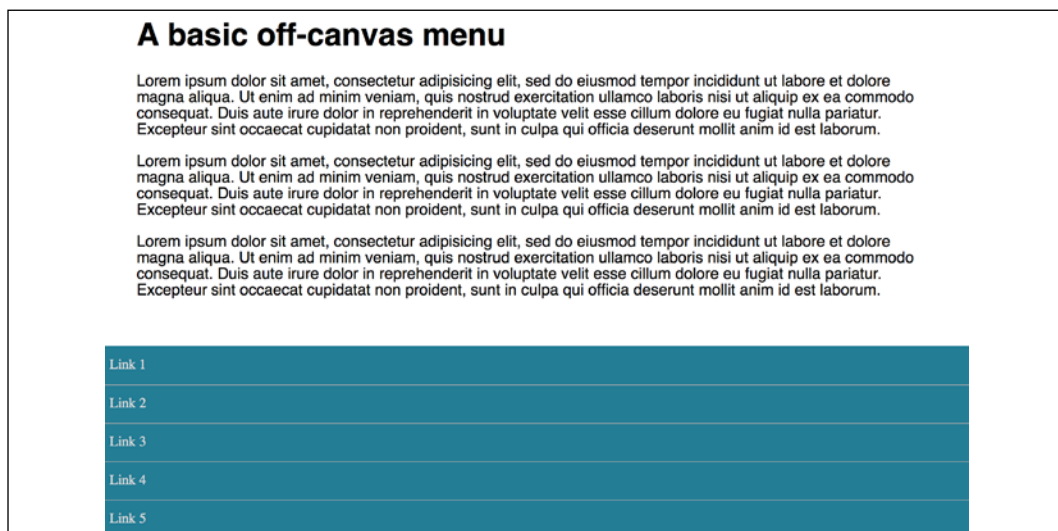 A basic off-canvas menu
Lorem ipsum dolor sit amet, consectetur adipisicing elit, sed do eiusmod tempor incididunt ut labore et dolore
magna aliqua. Ut enim ad minim veniam, quis nostrud exercitation ullamco laboris nisi ut aliquip ex ea commodo
consequat. Duis aute irure dolor in reprehenderit in voluptate velit esse cillum dolore eu fugiat nulla pariatur.
Excepteur sint occaecat cupidatat non proident, sunt in culpa qui officia deserunt mollit anim id est laborum.
Lorem ipsum dolor sit amet, consectetur adipisicing elit, sed do eiusmod tempor incididunt ut labore et dolore
magna aliqua. Ut enim ad minim veniam, quis nostrud exercitation ullamco laboris nisi ut aliquip ex ea commodo
consequat. Duis aute irure dolor in reprehenderit in voluptate velit esse cillum dolore eu fugiat nulla pariatur.
Excepteur sint occaecat cupidatat non proident, sunt in culpa qui officia deserunt mollit anim id est laborum.
Lorem ipsum dolor sit amet, consectetur adipisicing elit, sed do eiusmod tempor incididunt ut labore et dolore
magna aliqua. Ut enim ad minim veniam, quis nostrud exercitation ullamco laboris nisi ut aliquip ex ea commodo
consequat. Duis aute irure dolor in reprehenderit in voluptate velit esse cillum dolore eu fugiat nulla pariatur.
Excepteur sint occaecat cupidatat non proident, sunt in culpa qui officia deserunt mollit anim id est laborum.
Link 1
Link 2
Link 3
Link 4
Link 5